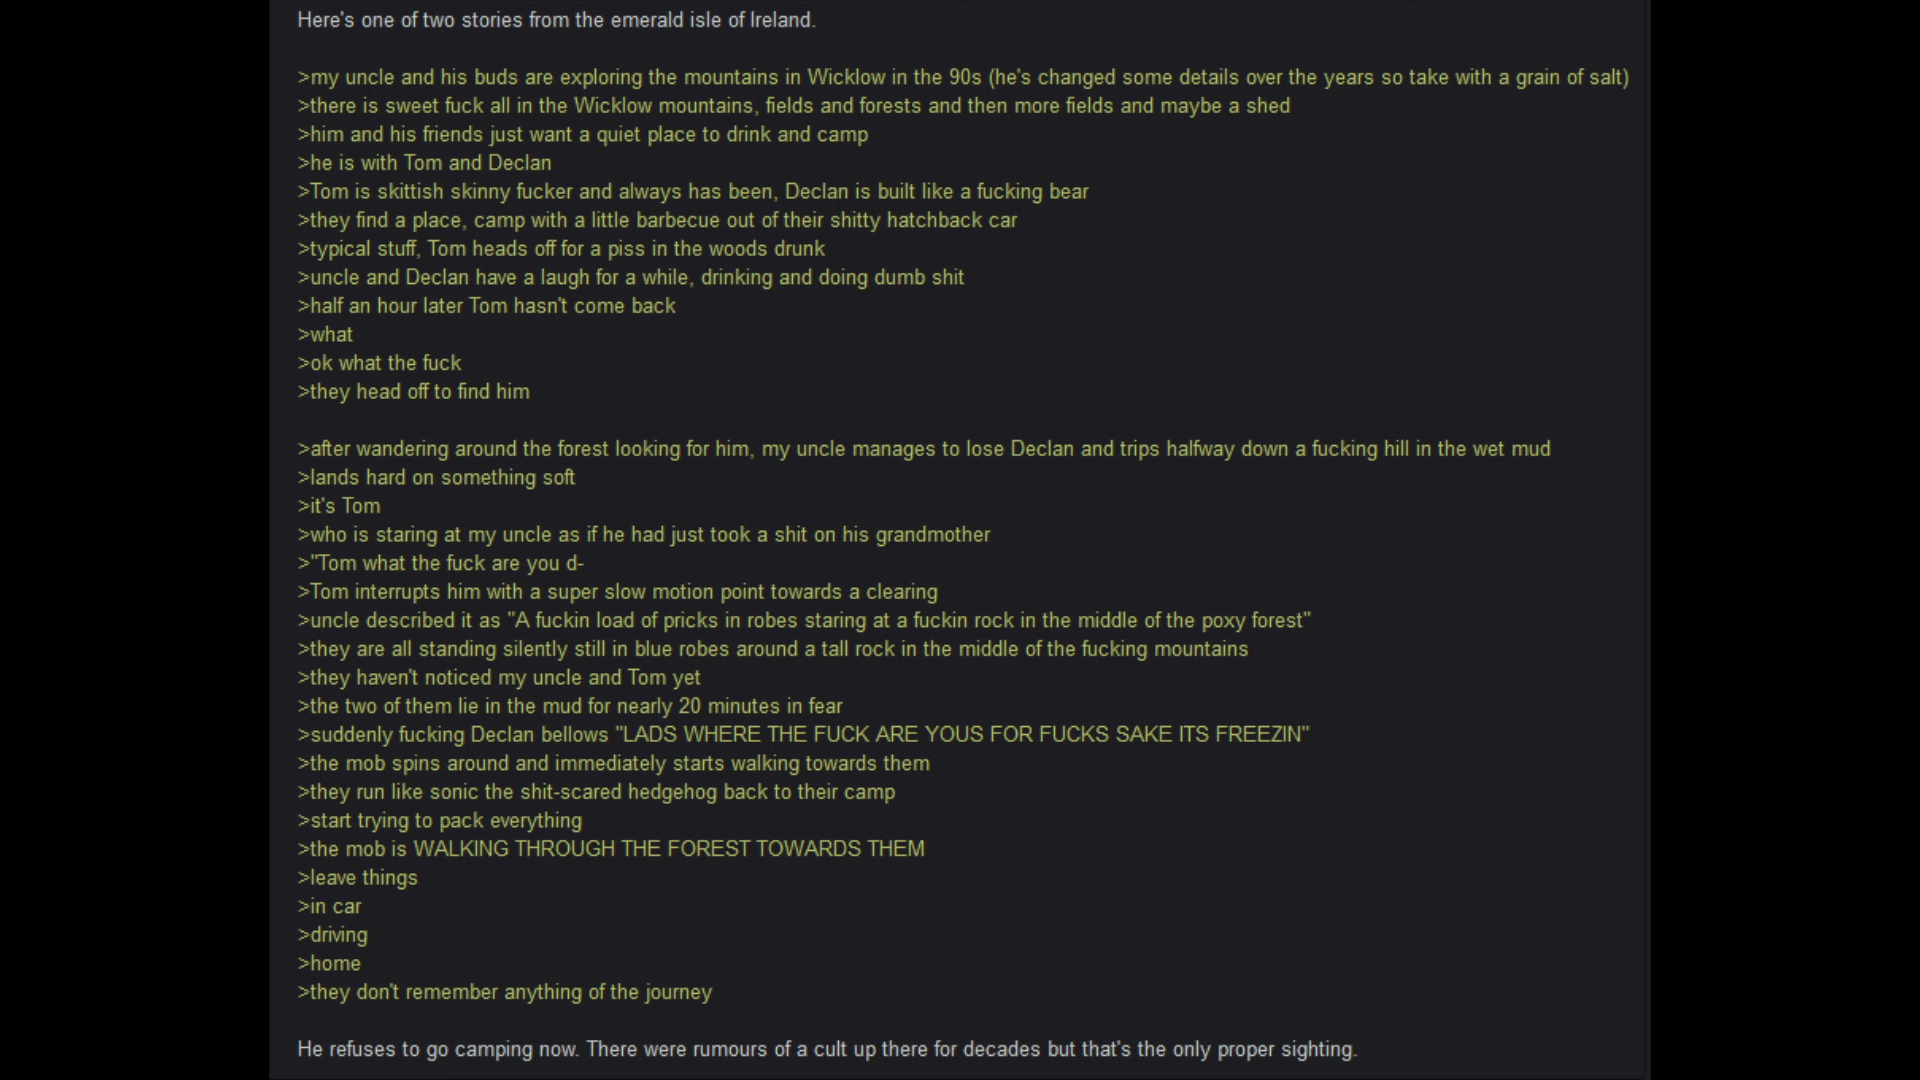 Here's one of two stories from the emerald isle of Ireland.
>my uncle and his buds are exploring the mountains in Wicklow in the 90s (he's changed some details over the years so take with a grain of salt)
>there is sweet fuck all in the Wicklow mountains, fields and forests and then more fields and maybe a shed
>him and his friends just want a quiet place to drink and camp
>he is with Tom and Declan
>Tom is skittish skinny fucker and always has been, Declan is built like a fucking bear
>they find a place, camp with a little barbecue out of their shitty hatchback car
>typical stuff, Tom heads off for a piss in the woods drunk
>uncle and Declan have a laugh for a while, drinking and doing dumb shit
>half an hour later Tom hasn't come back
>what
>ok what the fuck
>they head off to find him
>after wandering around the forest looking for him, my uncle manages to lose Declan and trips halfway down a fucking hill in the wet mud
>lands hard on something soft
>it's Tom
>who is staring at my uncle as if he had just took a shit on his grandmother
>"Tom what the fuck are you d-
>Tom interrupts him with a super slow motion point towards a clearing
>uncle described it as "A fuckin load of pricks in robes staring at a fuckin rock in the middle of the poxy forest"
>they are all standing silently still in blue robes around a tall rock in the middle of the fucking mountains
>they haven't noticed my uncle and Tom yet
>the two of them lie in the mud for nearly 20 minutes in fear
>suddenly fucking Declan bellows "LADS WHERE THE FUCK ARE YOUS FOR FUCKS SAKE ITS FREEZIN"
>the mob spins around and immediately starts walking towards them
>they run like sonic the shit-scared hedgehog back to their camp
>start trying to pack everything
>the mob is WALKING THROUGH THE FOREST TOWARDS THEM
>leave things
>in car
>driving
>home
>they don't remember anything of the journey
He refuses to go camping now. There were rumours of a cult up there for decades but that's the only proper sighting.